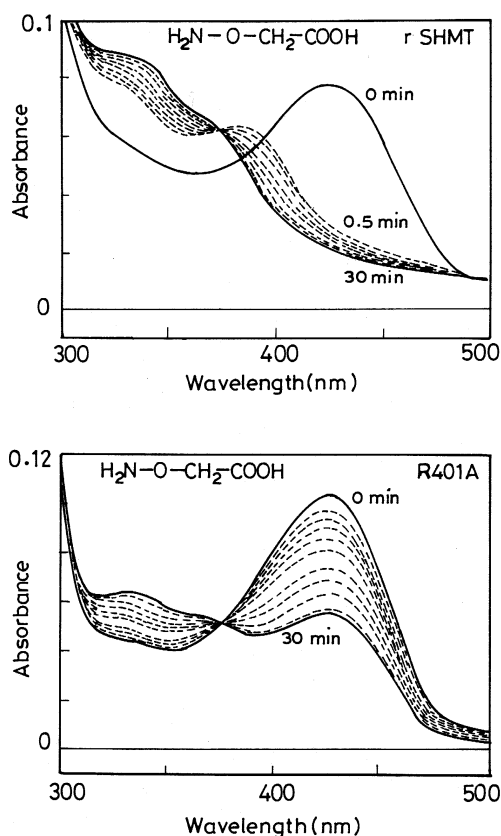 H₂N-O-CH₂-COOH r SHMT
0.1
0 min
0.5 min
30 min
0
Absorbance
300 400 500
Wavelength(nm)
H₂N-O-CH₂-COOH R401A
0.12
0 min
30 min
0
Absorbance
300 400 500
Wavelength(nm)